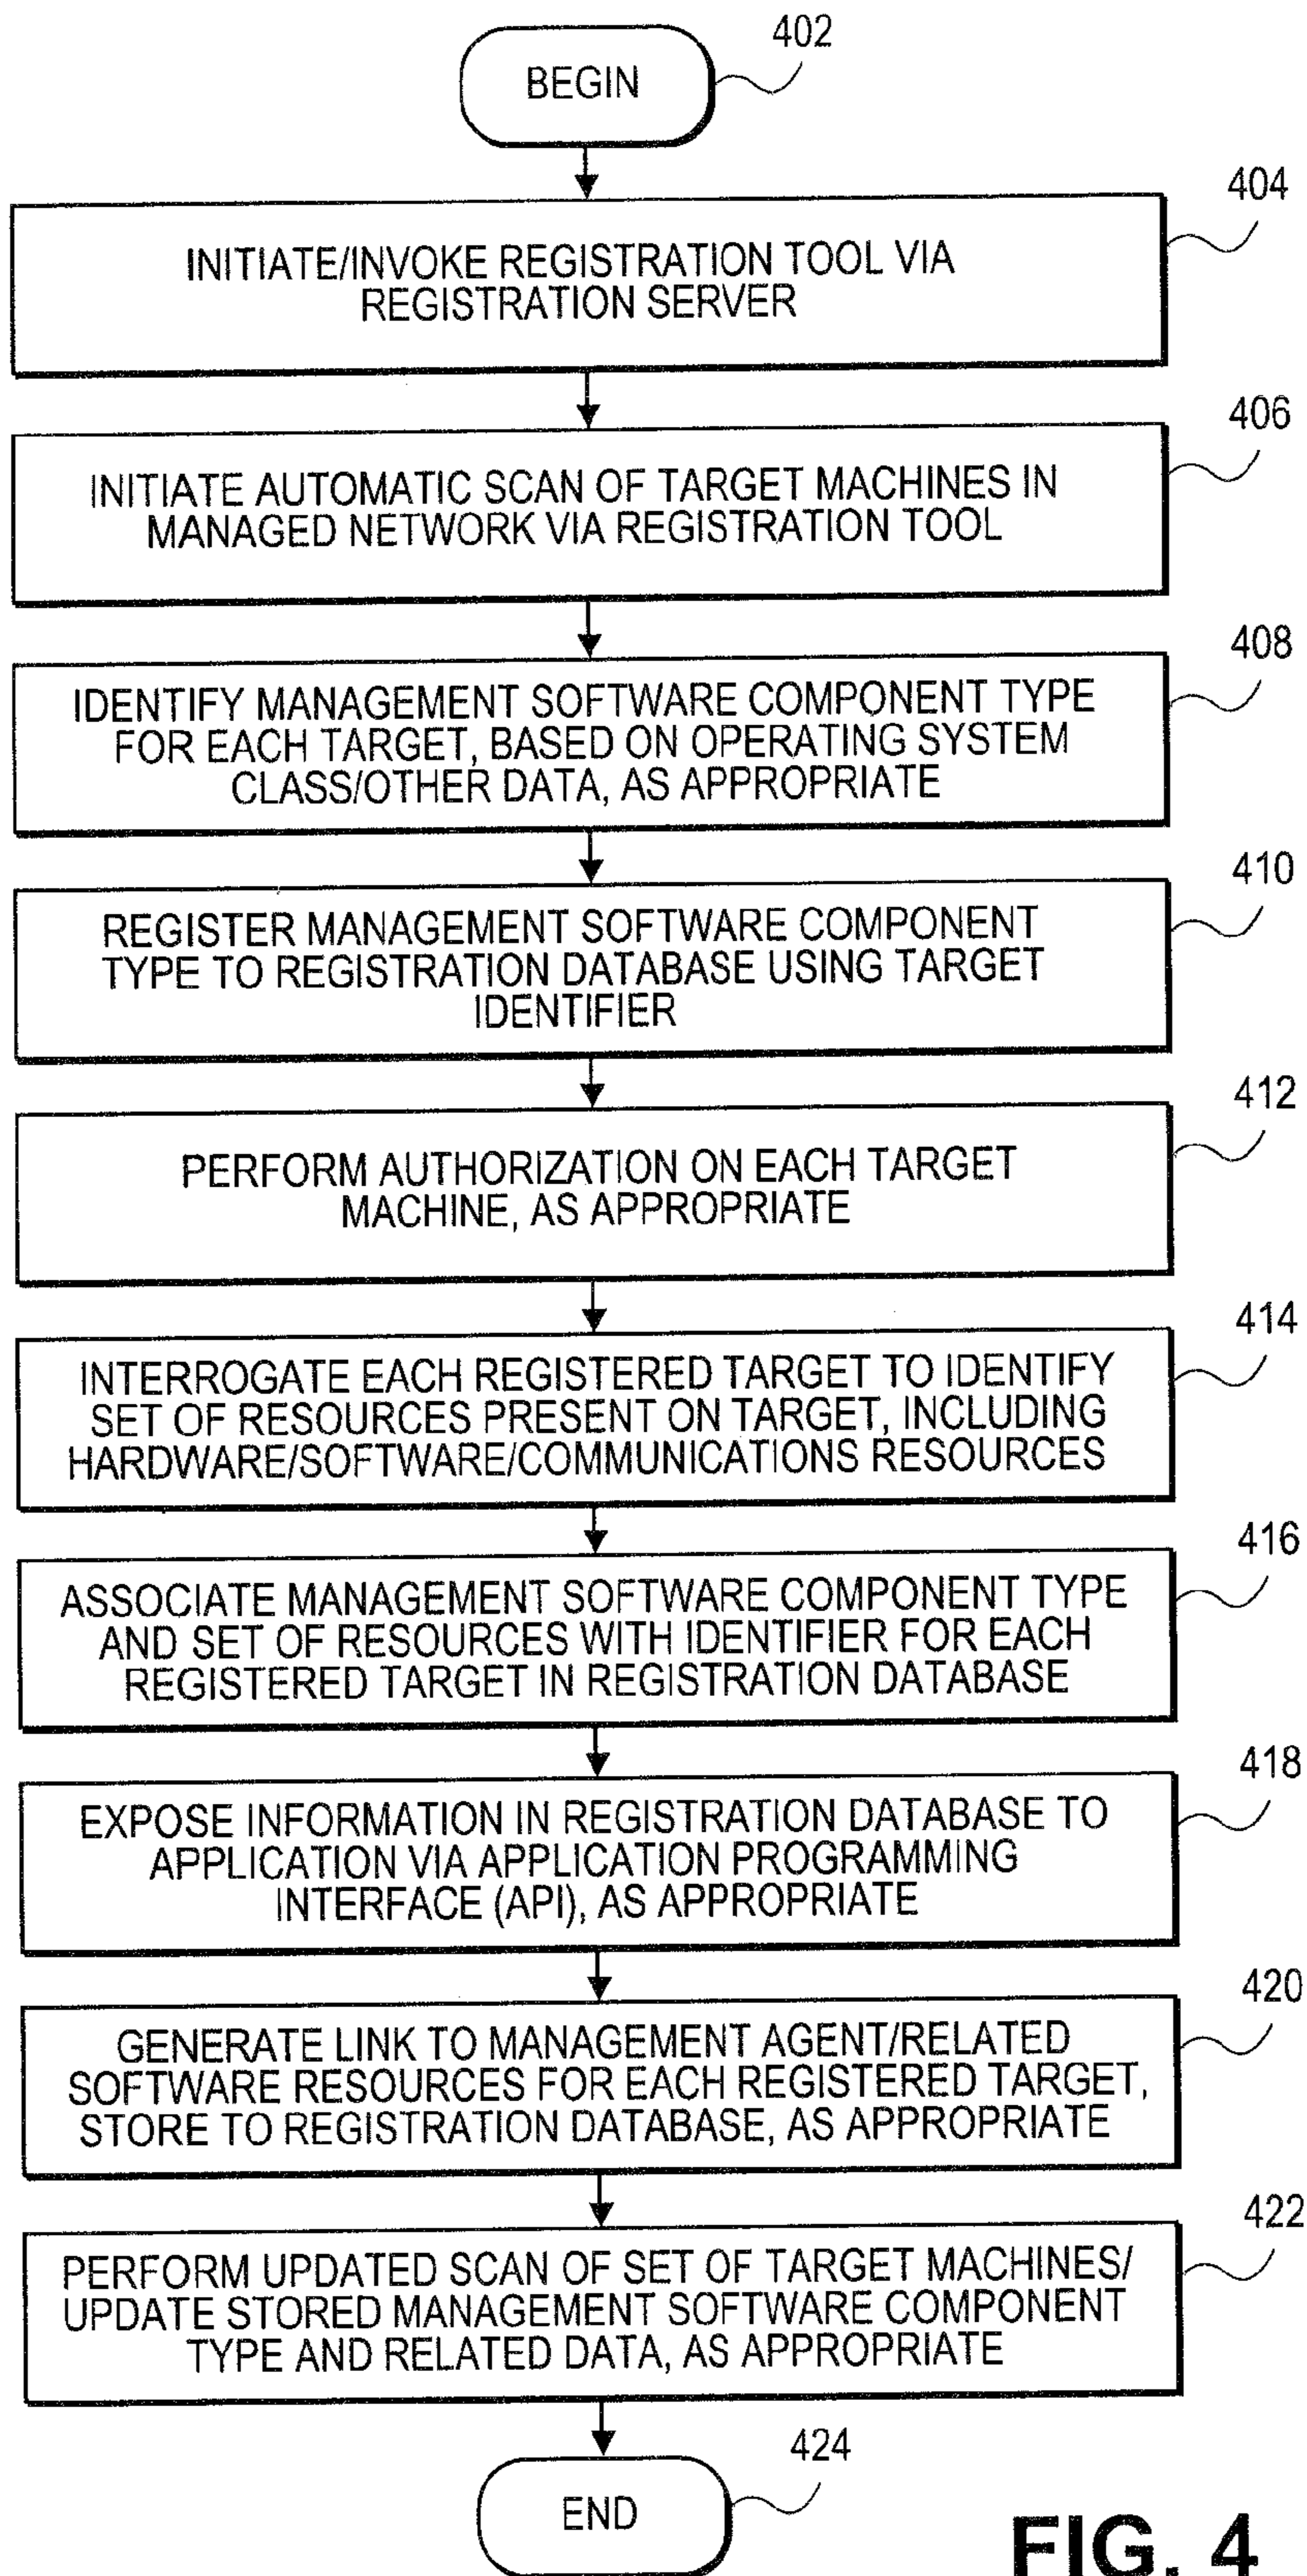 BEGIN
402
404
INITIATE/INVOKE REGISTRATION TOOL VIA
REGISTRATION SERVER
406
INITIATE AUTOMATIC SCAN OF TARGET MACHINES IN
MANAGED NETWORK VIA REGISTRATION TOOL
408
IDENTIFY MANAGEMENT SOFTWARE COMPONENT TYPE
FOR EACH TARGET, BASED ON OPERATING SYSTEM
CLASS/OTHER DATA, AS APPROPRIATE
410
REGISTER MANAGEMENT SOFTWARE COMPONENT
TYPE TO REGISTRATION DATABASE USING TARGET
IDENTIFIER
412
PERFORM AUTHORIZATION ON EACH TARGET
MACHINE, AS APPROPRIATE
414
INTERROGATE EACH REGISTERED TARGET TO IDENTIFY
SET OF RESOURCES PRESENT ON TARGET, INCLUDING
HARDWARE/SOFTWARE/COMMUNICATIONS RESOURCES
416
ASSOCIATE MANAGEMENT SOFTWARE COMPONENT TYPE
AND SET OF RESOURCES WITH IDENTIFIER FOR EACH
REGISTERED TARGET IN REGISTRATION DATABASE
418
EXPOSE INFORMATION IN REGISTRATION DATABASE TO
APPLICATION VIA APPLICATION PROGRAMMING
INTERFACE (API), AS APPROPRIATE
420
GENERATE LINK TO MANAGEMENT AGENT/RELATED
SOFTWARE RESOURCES FOR EACH REGISTERED TARGET,
STORE TO REGISTRATION DATABASE, AS APPROPRIATE
422
PERFORM UPDATED SCAN OF SET OF TARGET MACHINES/
UPDATE STORED MANAGEMENT SOFTWARE COMPONENT
TYPE AND RELATED DATA, AS APPROPRIATE
424
END
FIG. 4